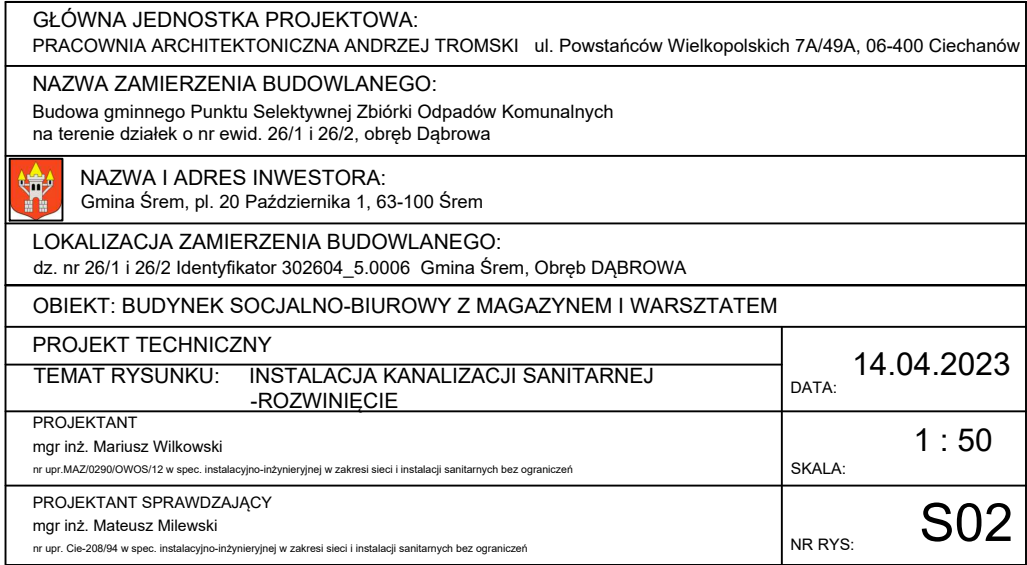 GŁÓWNA JEDNOSTKA PROJEKTOWA:
PRACOWNIA ARCHITEKTONICZNA ANDRZEJ TROMSKI ul. Powstańców Wielkopolskich 7A/49A, 06-400 Ciechanów
NAZWA ZAMIERZENIA BUDOWLANEGO:
Budowa gminnego Punktu Selektywnej Zbiórki Odpadów Komunalnych
na terenie działek o nr ewid. 26/1 i 26/2, obręb Dąbrowa
NAZWA I ADRES INWESTORA:
Gmina Śrem, pl. 20 Października 1, 63-100 Śrem
LOKALIZACJA ZAMIERZENIA BUDOWLANEGO:
dz. nr 26/1 i 26/2 Identyfikator 302604_5.0006 Gmina Śrem, Obręb DĄBROWA
OBIEKT: BUDYNEK SOCJALNO-BIUROWY Z MAGAZYNEM I WARSZTATEM
PROJEKT TECHNICZNY
TEMAT RYSUNKU: INSTALACJA KANALIZACJI SANITARNEJ
-ROZWINIĘCIE
DATA: 14.04.2023
PROJEKTANT
mgr inż. Mariusz Wilkowski
nr upr.MAZ/0290/OWOS/12 w spec. instalacyjno-inżynieryjnej w zakresi sieci i instalacji sanitarnych bez ograniczeń
SKALA: 1 : 50
PROJEKTANT SPRAWDZAJĄCY
mgr inż. Mateusz Milewski
nr upr. Cie-208/94 w spec. instalacyjno-inżynieryjnej w zakresi sieci i instalacji sanitarnych bez ograniczeń
NR RYS: S02